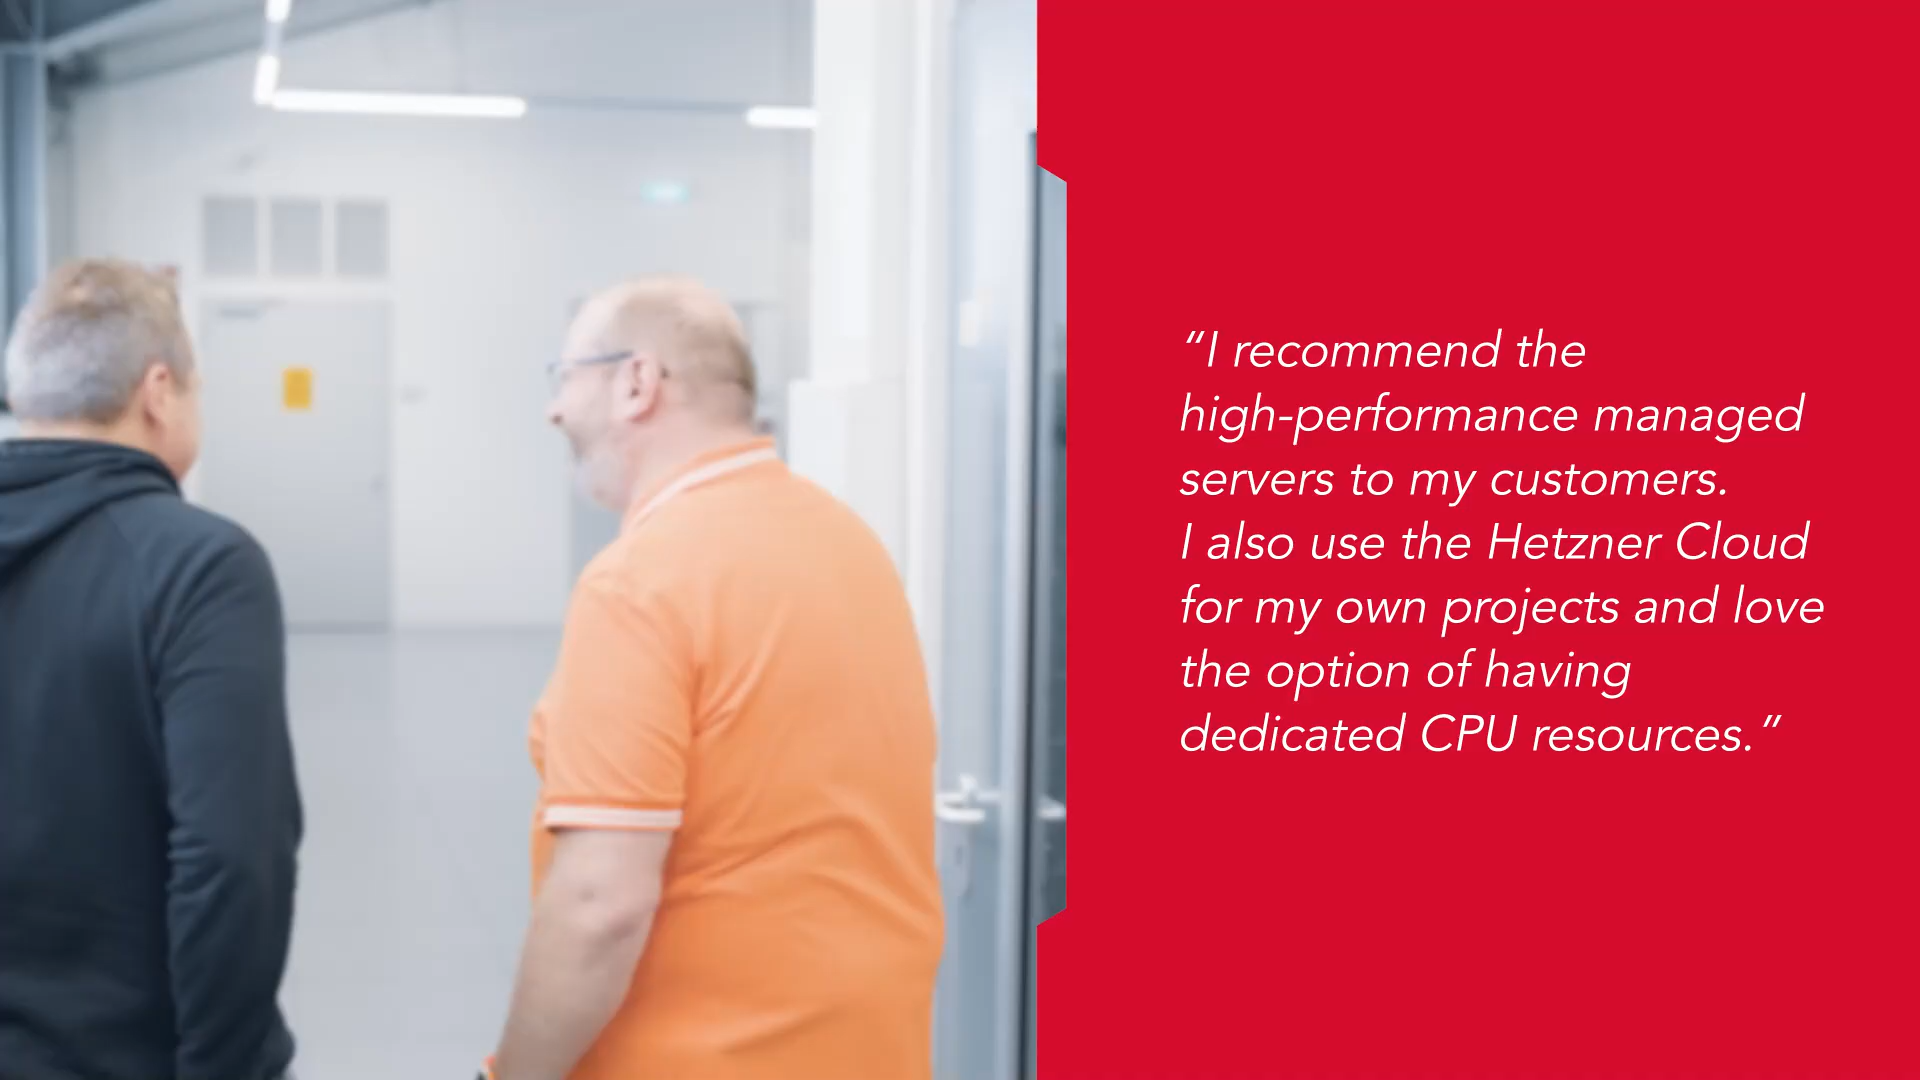 “I recommend the
high-performance managed
servers to my customers.
I also use the Hetzner Cloud
for my own projects and love
the option of having
dedicated CPU resources.”